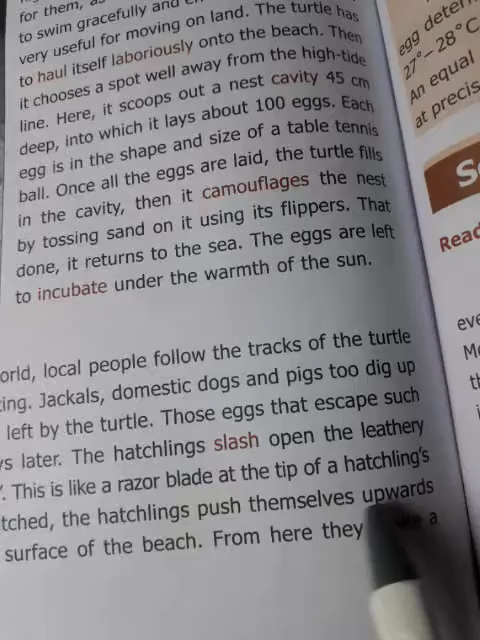 for them,
to swim gracefully and
very useful for moving on land. The turtle has
to haul itself laboriously onto the beach. Then
it chooses a spot well away from the high-tide
line. Here, it scoops out a nest cavity 45 cm
deep, into which it lays about 100 eggs. Each
egg is in the shape and size of a table tennis
ball. Once all the eggs are laid, the turtle fills
in the cavity, then it camouflages the nest
by tossing sand on it using its flippers. That
done, it returns to the sea. The eggs are left
to incubate under the warmth of the sun.
orld, local people follow the tracks of the turtle
ing. Jackals, domestic dogs and pigs too dig up
left by the turtle. Those eggs that escape such
ys later. The hatchlings slash open the leathery
'. This is like a razor blade at the tip of a hatchling's
tched, the hatchlings push themselves upwards
surface of the beach. From here they a
egg deter
27°– 28°C
An equal
at precis
S
Read
eve
M
th